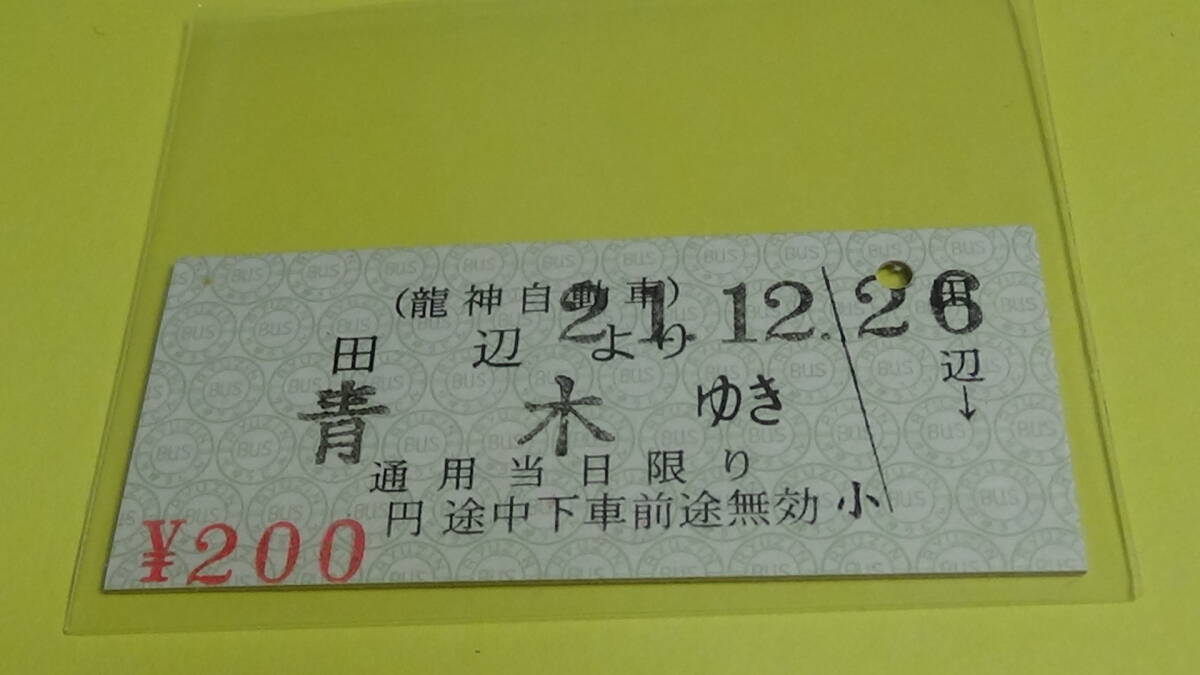 (龍神自動車)
21.12.26
田辺より
青木ゆき
通用当日限り
円途中下車前途無効 小
¥200
田辺→